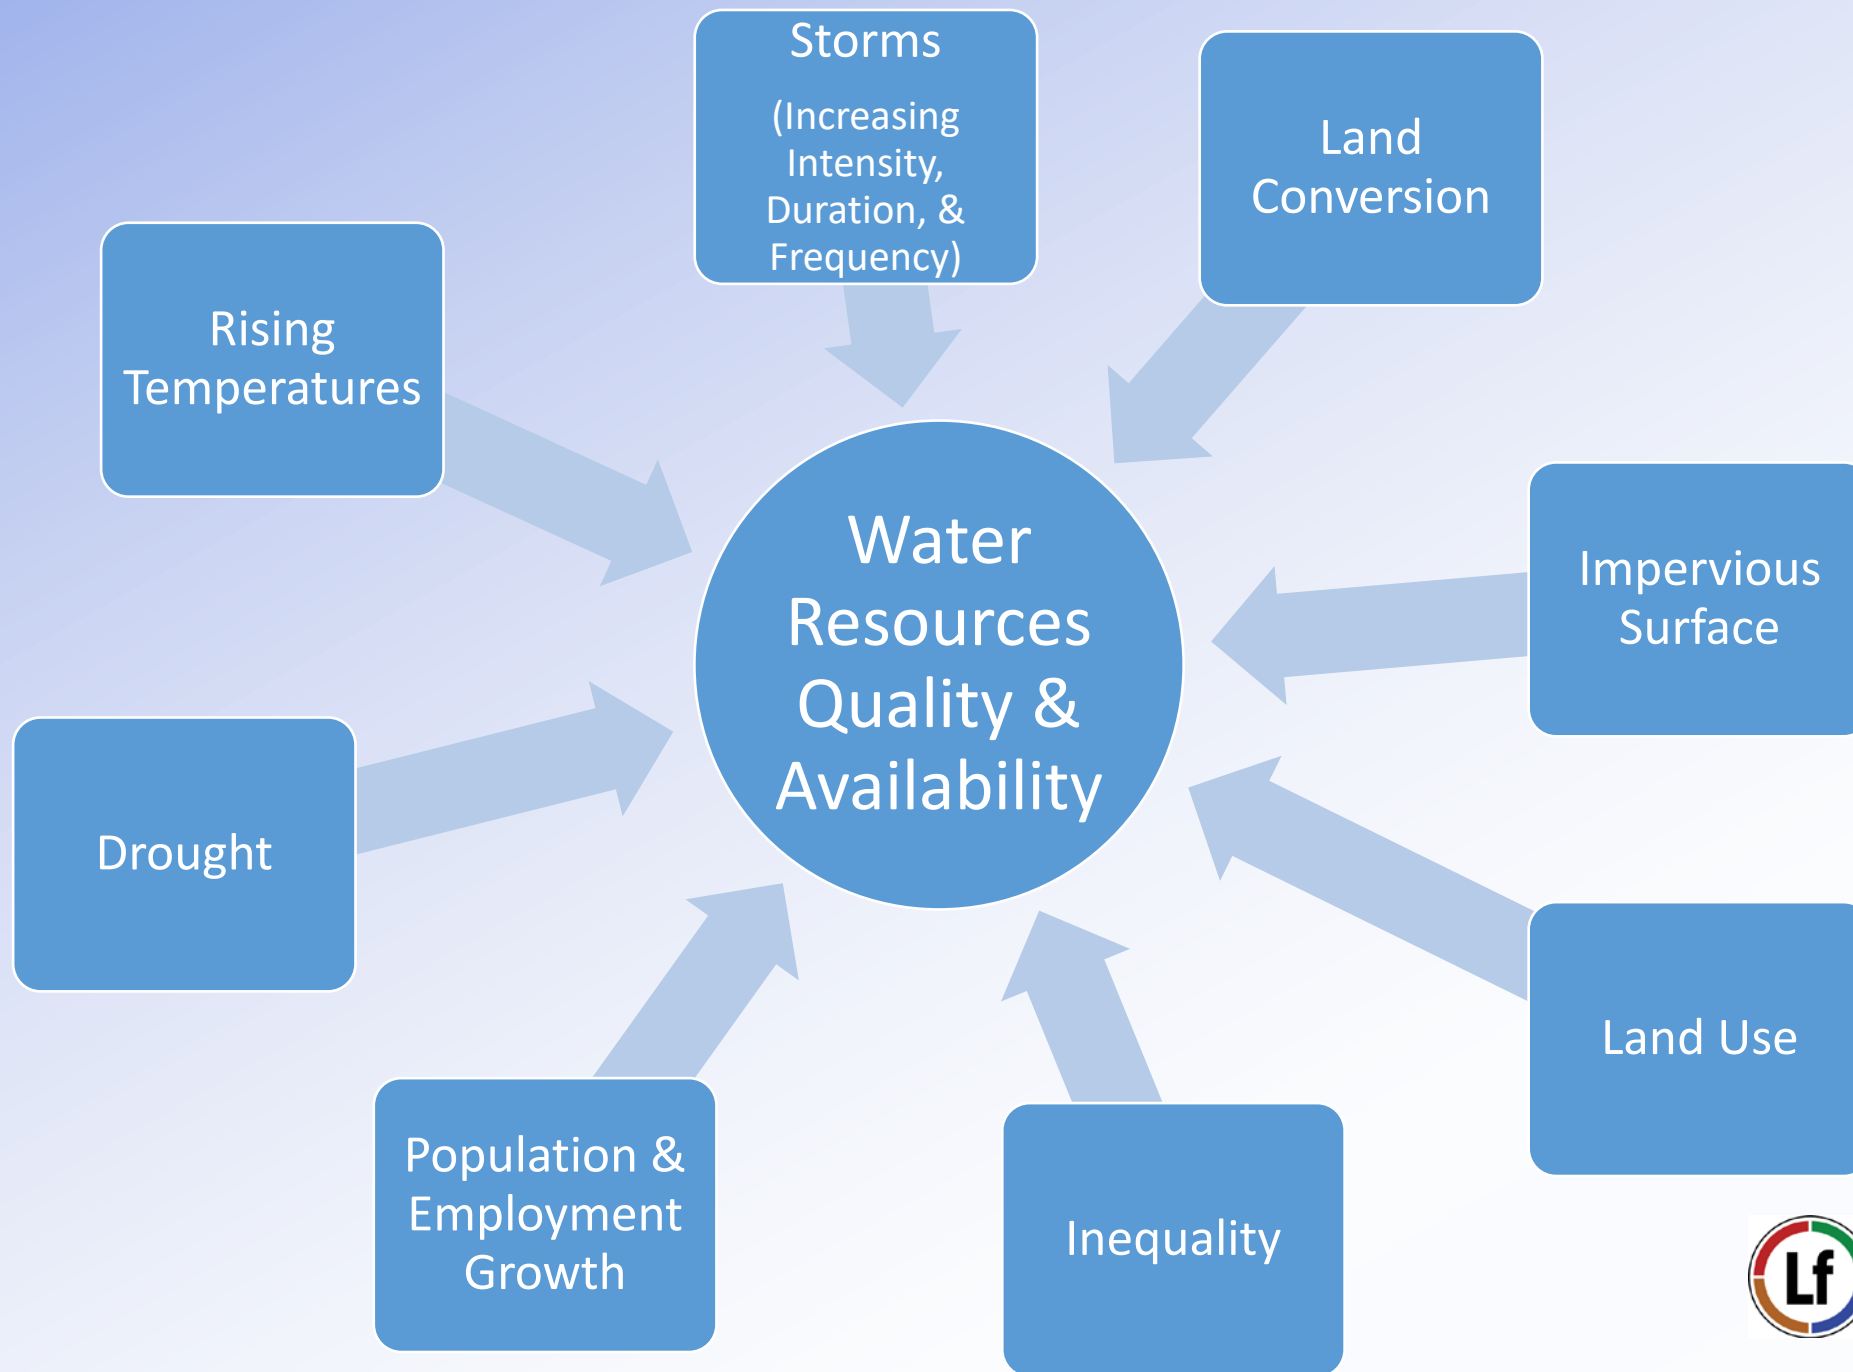 Storms
(Increasing
Intensity,
Duration, &
Frequency)
Land
Conversion
Rising
Temperatures
Impervious
Surface
Water
Resources
Quality &
Availability
Drought
Land Use
Population &
Employment
Growth
Inequality
Lf